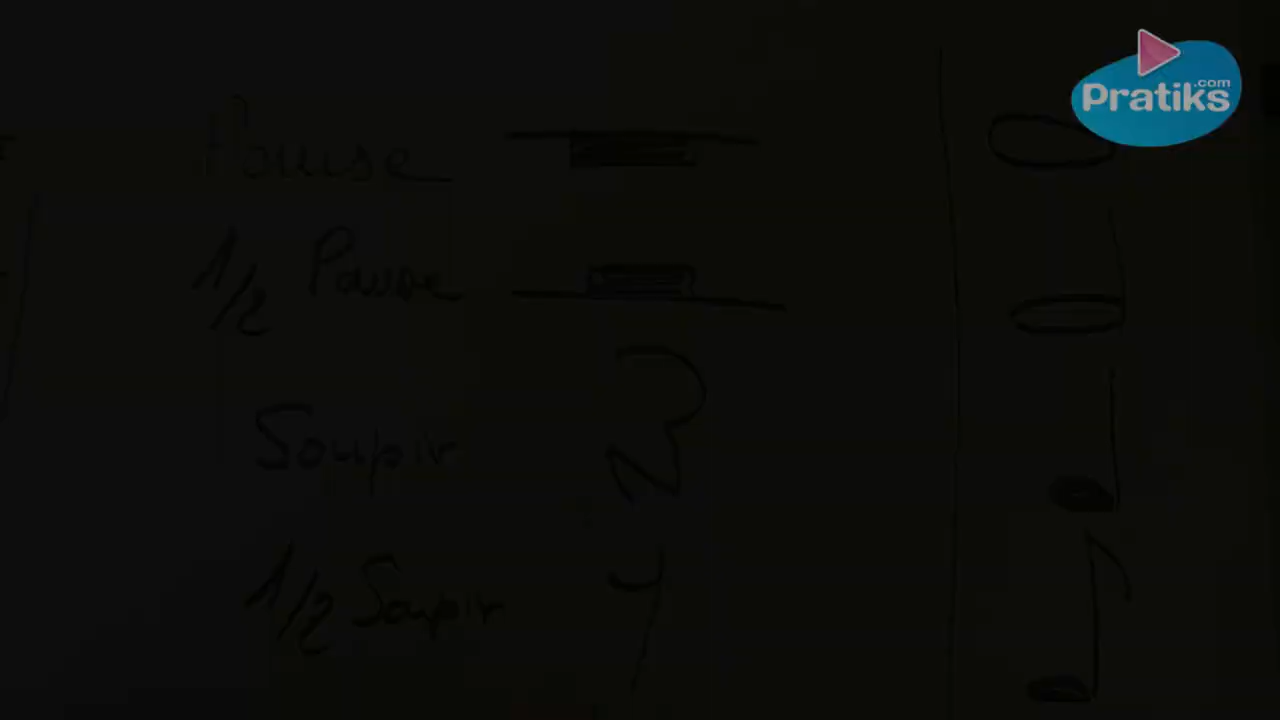 Pratiks.com
Pause
1/2 Pause
Soupir
1/2 Soupir